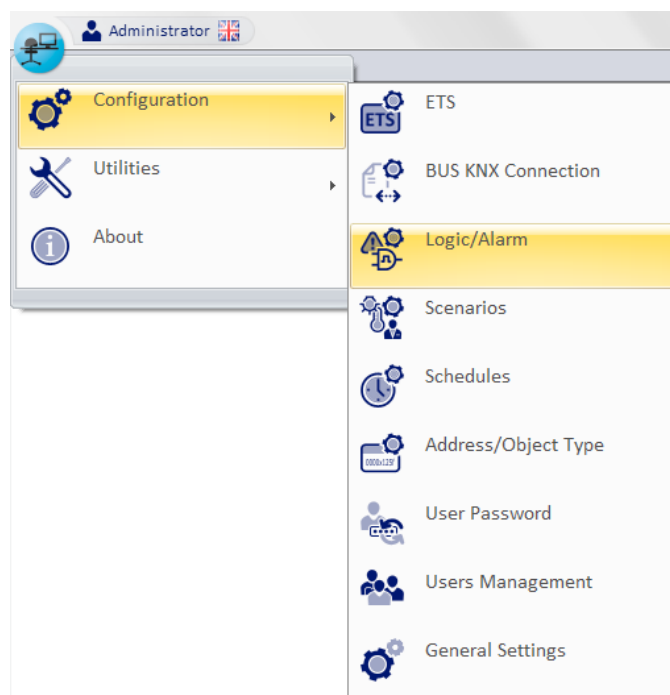 Administrator
Configuration
Utilities
About
ETS
ETS
BUS KNX Connection
Logic/Alarm
Scenarios
Schedules
Address/Object Type
User Password
Users Management
General Settings